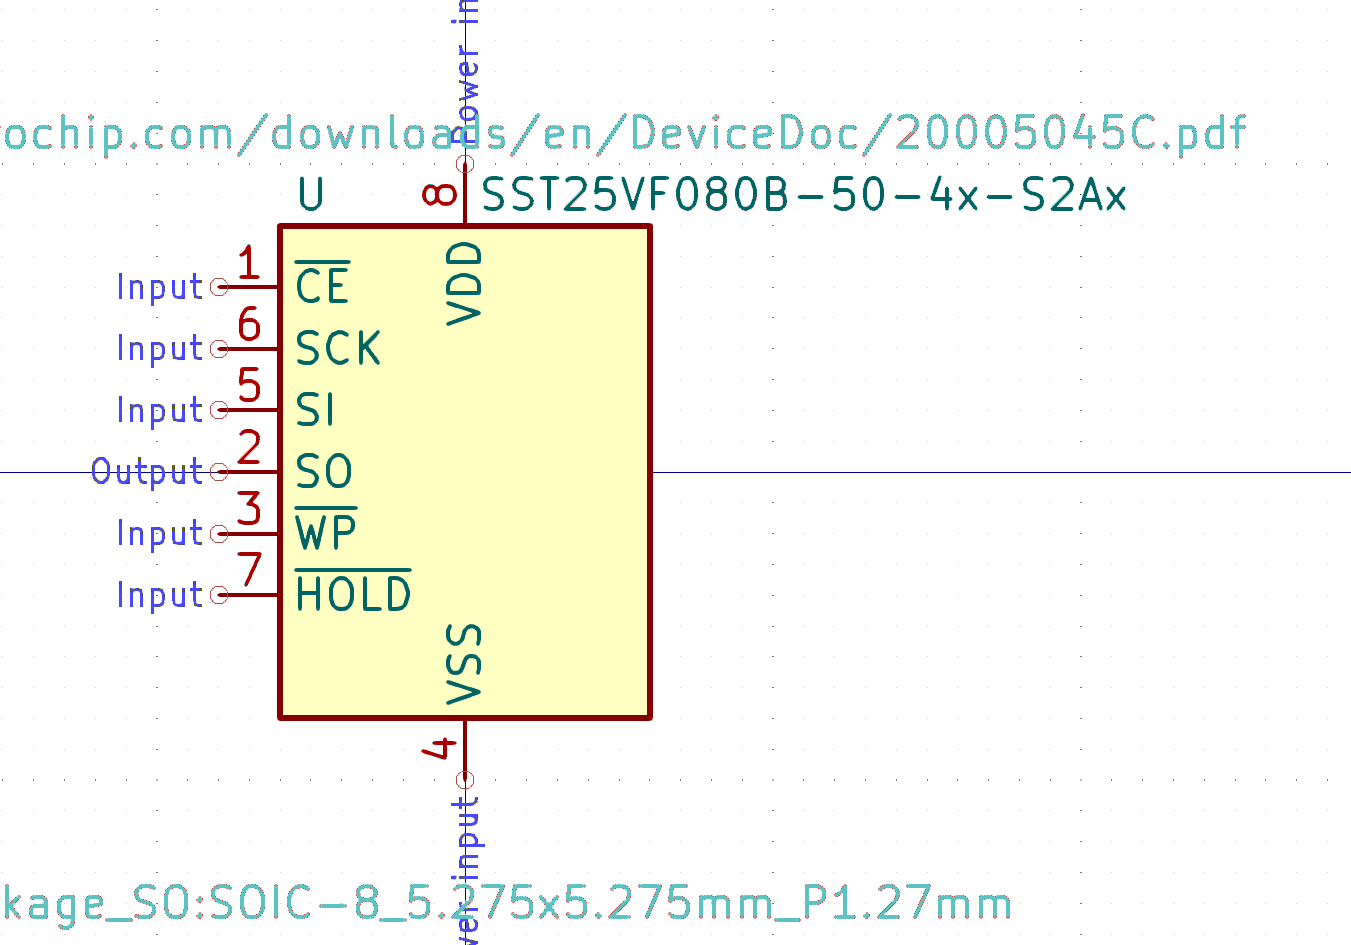 Power in
rochip.com/downloads/en/DeviceDoc/20005045C.pdf
U 8 SST25VF080B-50-4x-S2Ax
VDD
Input 1 CE
Input 6 SCK
Input 5 SI
Output 2 SO
Input 3 WP
Input 7 HOLD
VSS
4
wer input
kage_SO:SOIC-8_5.275x5.275mm_P1.27mm